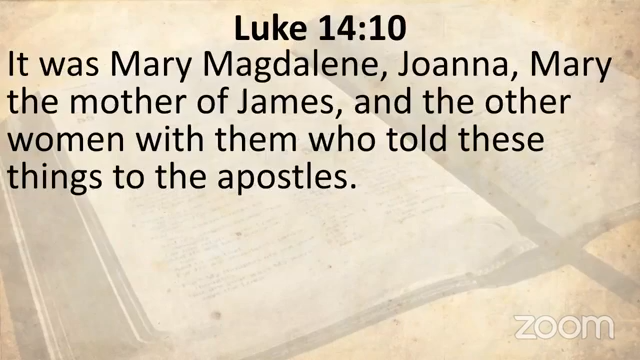 Luke 14:10
It was Mary Magdalene, Joanna, Mary
the mother of James, and the other
women with them who told these
things to the apostles.
zoom